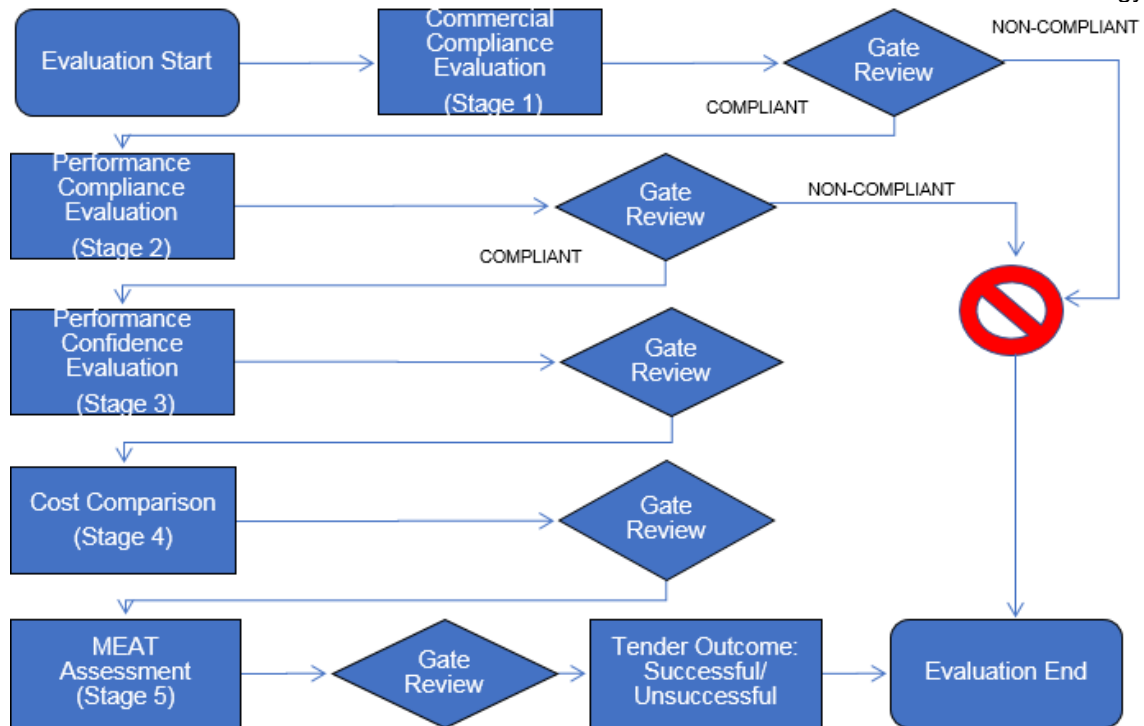 Evaluation Start
Commercial
Compliance
Evaluation
(Stage 1)
Gate
Review
NON-COMPLIANT
COMPLIANT
Performance
Compliance
Evaluation
(Stage 2)
Gate
Review
NON-COMPLIANT
COMPLIANT
Performance
Confidence
Evaluation
(Stage 3)
Gate
Review
Cost Comparison
(Stage 4)
Gate
Review
MEAT
Assessment
(Stage 5)
Gate
Review
Tender Outcome:
Successful/
Unsuccessful
Evaluation End